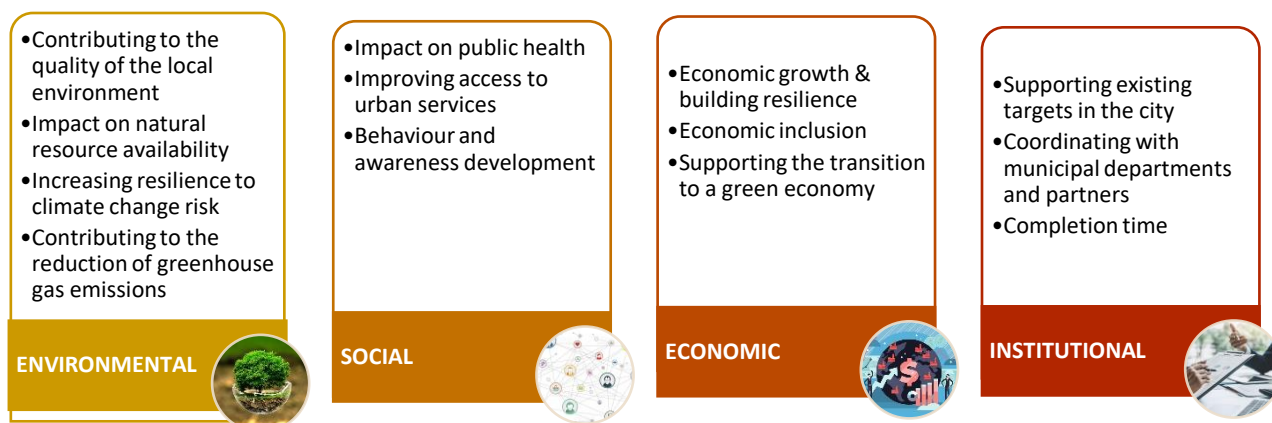 •Contributing to the
quality of the local
environment
•Impact on natural
resource availability
•Increasing resilience to
climate change risk
•Contributing to the
reduction of greenhouse
gas emissions
ENVIRONMENTAL
•Impact on public health
•Improving access to
urban services
•Behaviour and
awareness development
SOCIAL
•Economic growth &
building resilience
•Economic inclusion
•Supporting the transition
to a green economy
ECONOMIC
•Supporting existing
targets in the city
•Coordinating with
municipal departments
and partners
•Completion time
INSTITUTIONAL